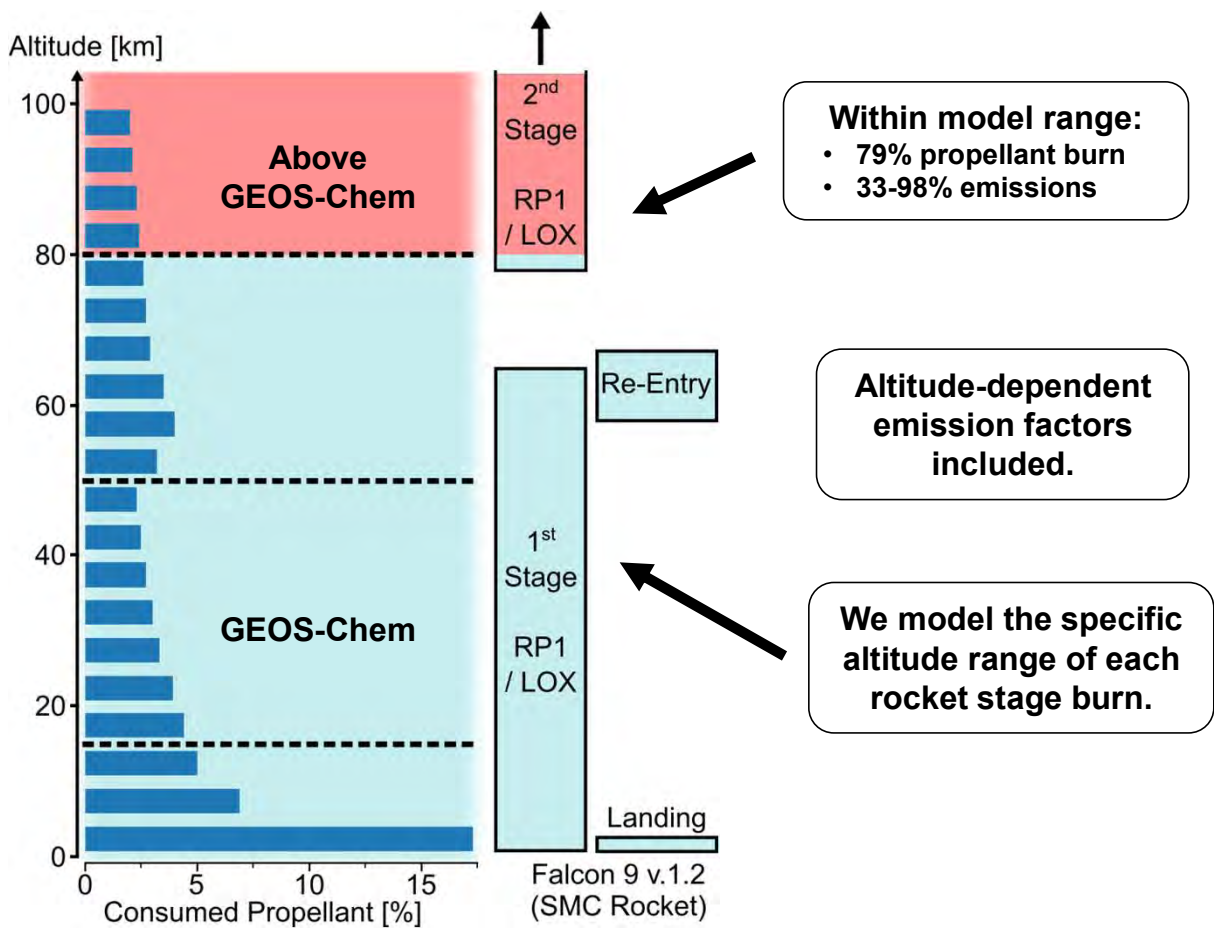 Altitude [km]
100
80
60
40
20
0
0
5
10
15
Consumed Propellant [%]
Above
GEOS-Chem
GEOS-Chem
2nd
Stage
RP1
/ LOX
Re-Entry
1st
Stage
RP1
/ LOX
Landing
Falcon 9 v.1.2
(SMC Rocket)
Within model range:
• 79% propellant burn
• 33-98% emissions
Altitude-dependent
emission factors
included.
We model the specific
altitude range of each
rocket stage burn.